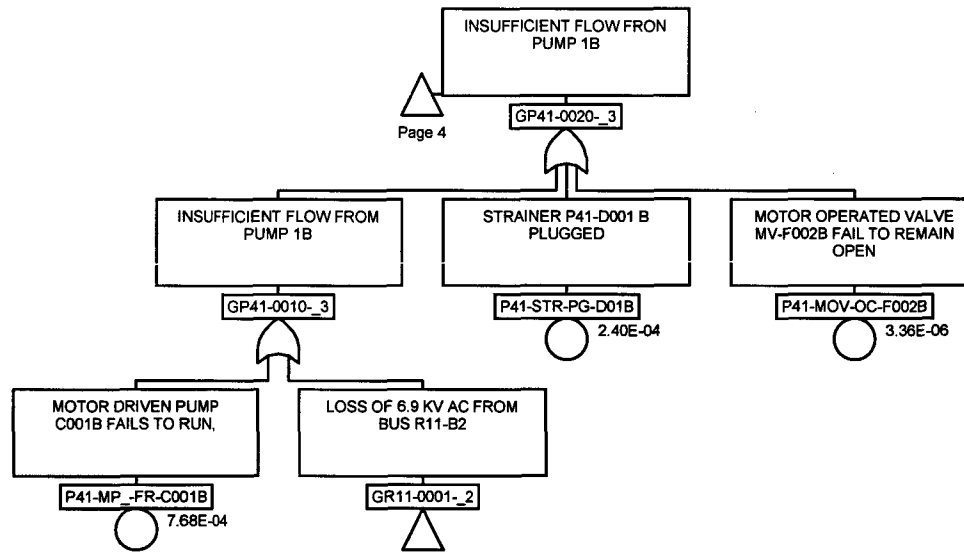 INSUFFICIENT FLOW FRON
PUMP 1B
Page 4
GP41-0020-_3
INSUFFICIENT FLOW FROM
PUMP 1B
GP41-0010-_3
STRAINER P41-D001 B
PLUGGED
P41-STR-PG-D01B
2.40E-04
MOTOR OPERATED VALVE
MV-F002B FAIL TO REMAIN
OPEN
P41-MOV-OC-F002B
3.36E-06
MOTOR DRIVEN PUMP
C001B FAILS TO RUN,
P41-MP_-FR-C001B
7.68E-04
LOSS OF 6.9 KV AC FROM
BUS R11-B2
GR11-0001-_2